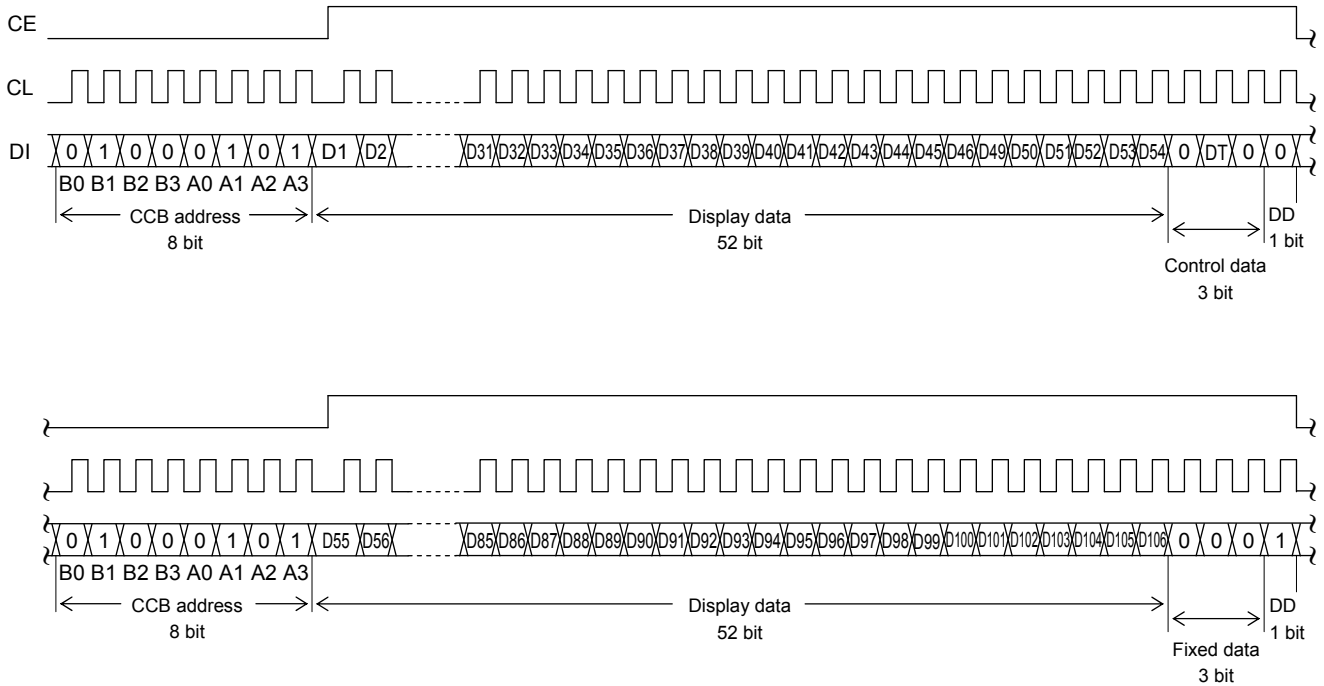 CE
CL
DI 0 1 0 0 0 1 0 1 D1 D2 D31 D32 D33 D34 D35 D36 D37 D38 D39 D40 D41 D42 D43 D44 D45 D46 D49 D50 D51 D52 D53 D54 0 DT 0 0
B0 B1 B2 B3 A0 A1 A2 A3
CCB address Display data DD
8 bit 52 bit 1 bit
Control data
3 bit
0 1 0 0 0 1 0 1 D55 D56 D85 D86 D87 D88 D89 D90 D91 D92 D93 D94 D95 D96 D97 D98 D99 D100 D101 D102 D103 D104 D105 D106 0 0 0 1
B0 B1 B2 B3 A0 A1 A2 A3
CCB address Display data DD
8 bit 52 bit 1 bit
Fixed data
3 bit